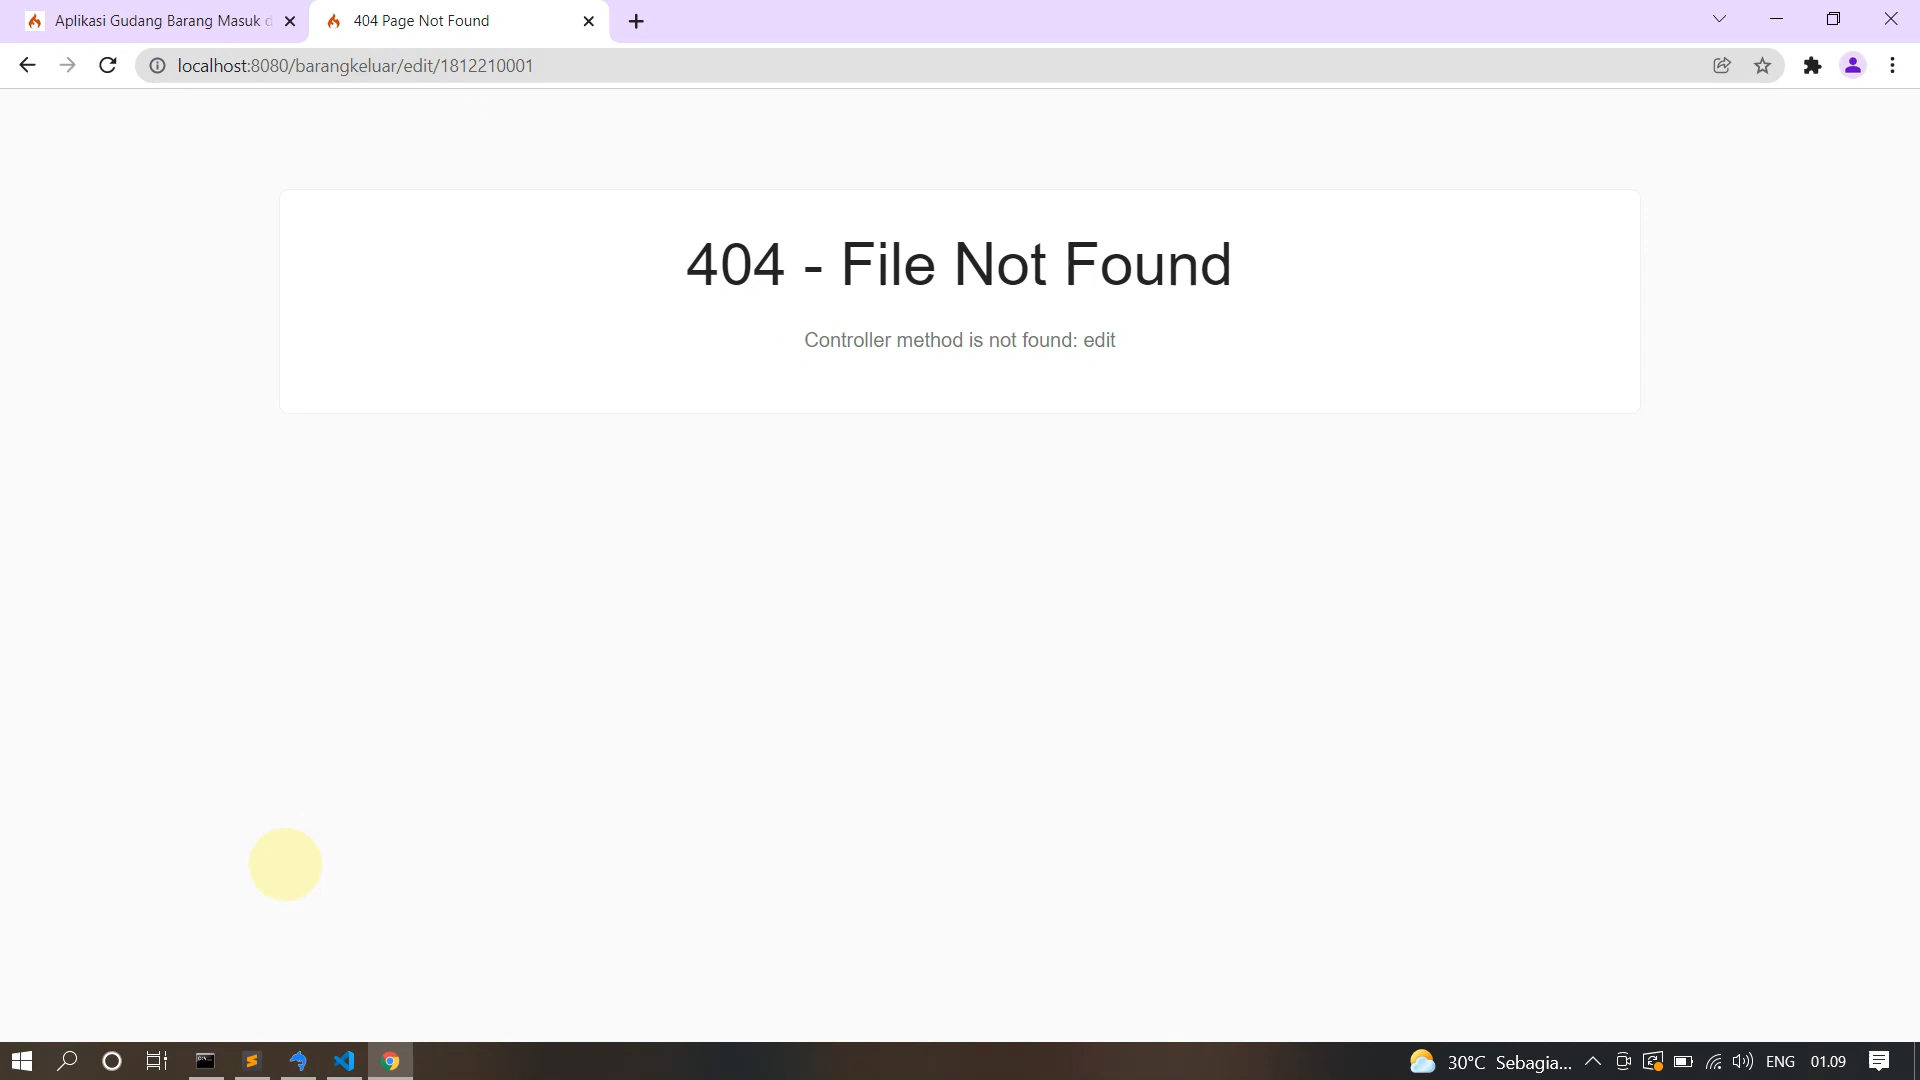 Aplikasi Gudang Barang Masuk d
404 Page Not Found
localhost:8080/barangkeluar/edit/1812210001
404 - File Not Found
Controller method is not found: edit
30°C Sebagia...
ENG
01.09